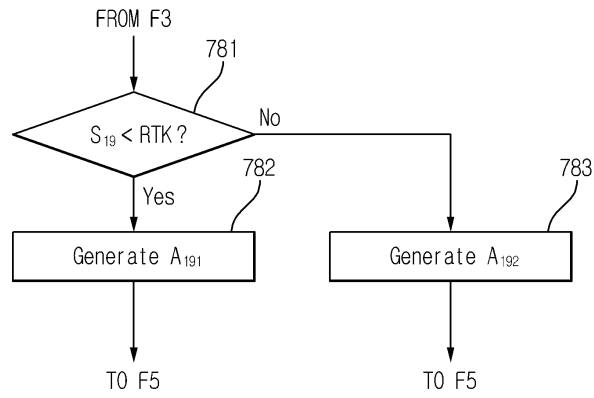 FROM F3
781
S19 < RTK?
No
Yes
782
783
Generate A191
Generate A192
TO F5
TO F5